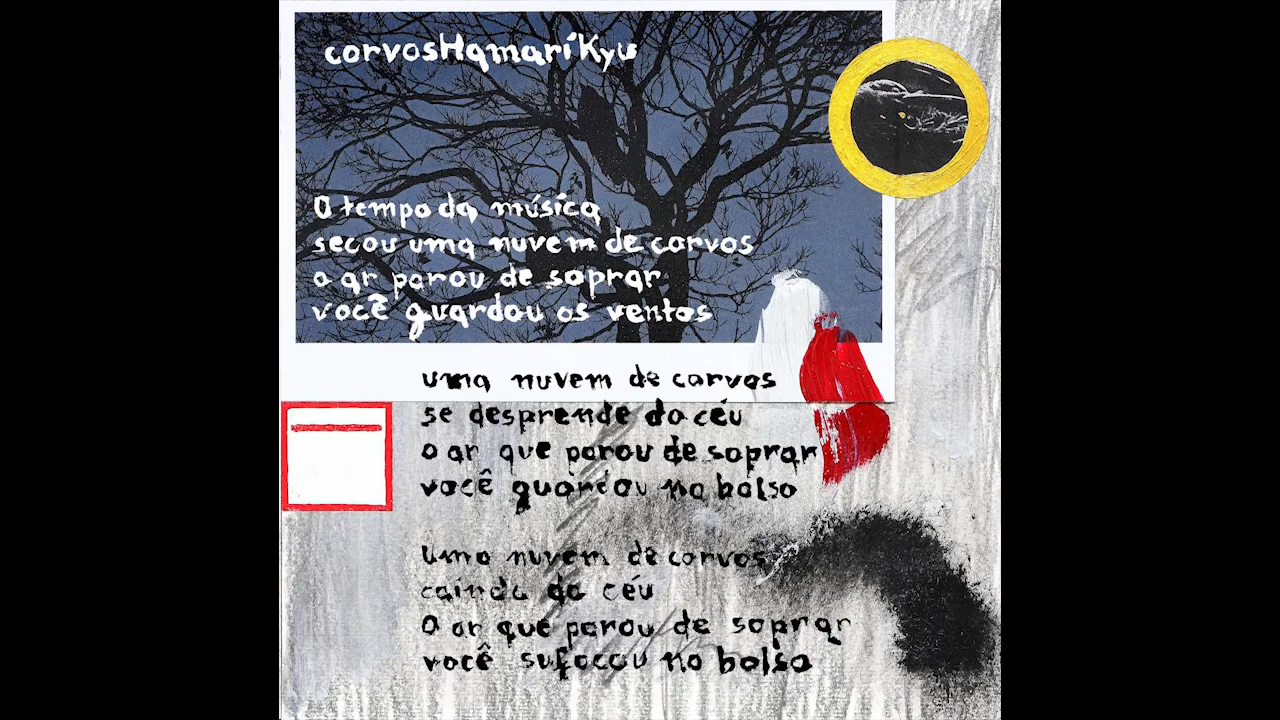 corvosHamariKyu
O tempo da música
secou uma nuvem de corvos
o ar parou de soprar
você guardou os ventos
uma nuvem de corvos
se desprende do céu
o ar que parou de soprar
você guardou no bolso
uma nuvem de corvos
caindo do céu
O ar que parou de soprar
você sufocou no bolso